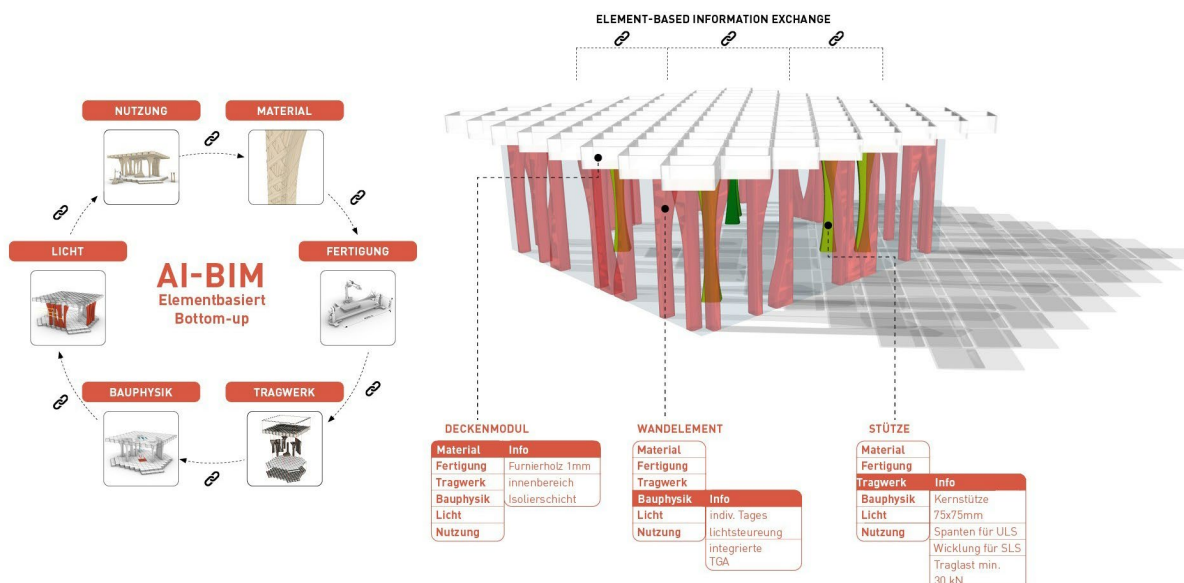 ELEMENT-BASED INFORMATION EXCHANGE
NUTZUNG
MATERIAL
LICHT
FERTIGUNG
AI-BIM
Elementbasiert
Bottom-up
BAUPHYSIK
TRAGWERK
DECKENMODUL
Material Info
Fertigung Furnierholz 1mm
Tragwerk innenbereich
Bauphysik Isolierschicht
Licht
Nutzung
WANDELEMENT
Material
Fertigung
Tragwerk
Bauphysik Info
Licht indiv. Tages
Nutzung lichtsteureung
integrierte
TGA
STÜTZE
Material
Fertigung
Tragwerk Info
Bauphysik Kernstütze
Licht 75x75mm
Nutzung Spanten für ULS
Wicklung für SLS
Traglast min.
30 kN